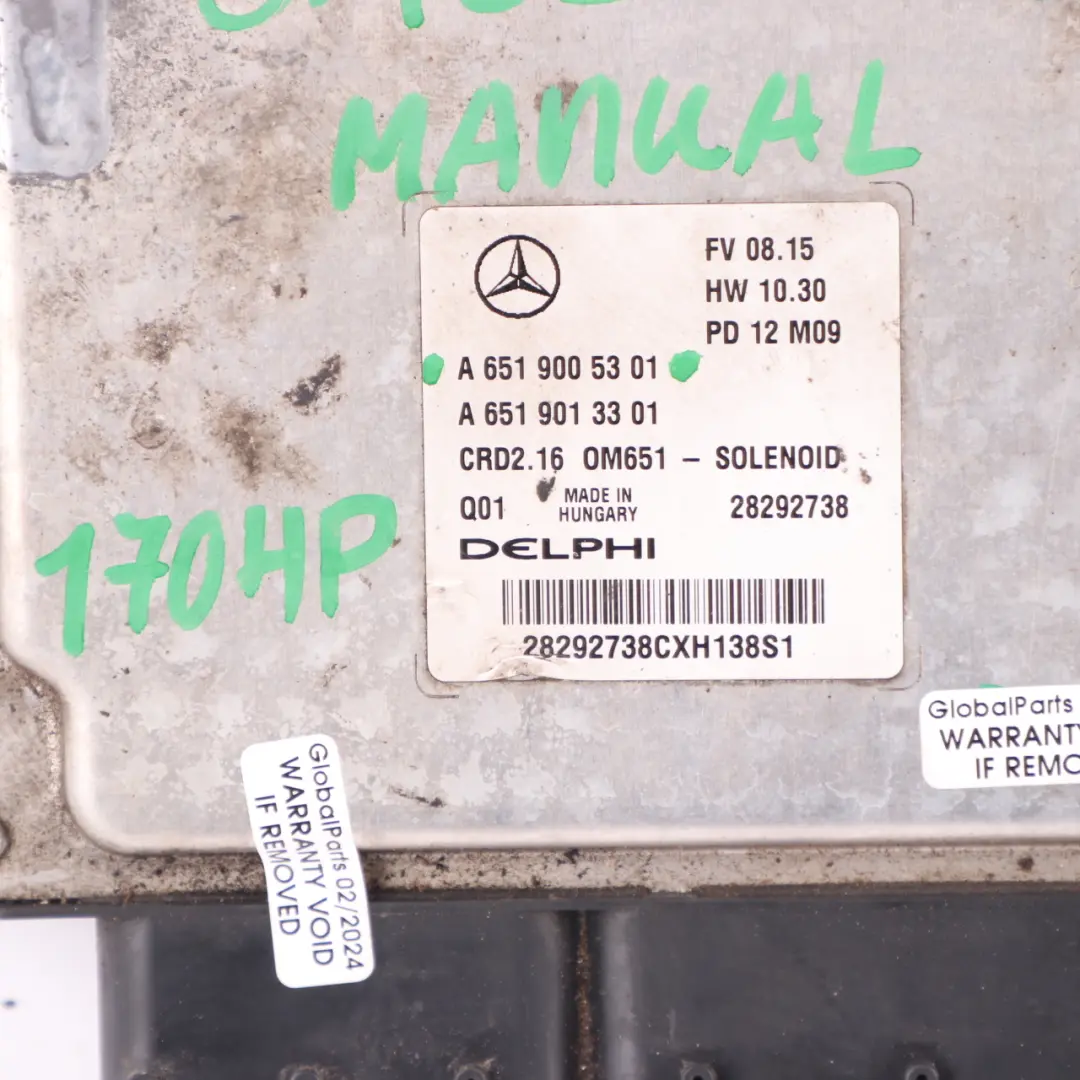 MANUAL
FV 08.15
HW 10.30
PD 12 M09
A 651 900 53 01
A 651 901 33 01
CRD2.16 OM651 – SOLENOID
Q01 MADE IN HUNGARY 28292738
DELPHI
28292738CXH138S1
170HP
GlobalParts
WARRANTY
IF REMO
GlobalParts 02/2024
WARRANTY VOID
IF REMOVED